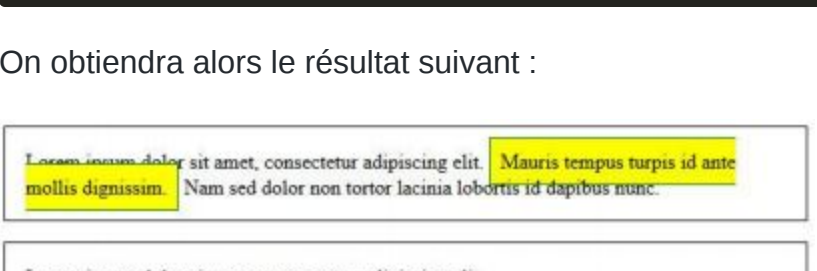 On obtiendra alors le résultat suivant :
Lorem ipsum dolor sit amet, consectetur adipiscing elit. Mauris tempus turpis id ante
mollis dignissim. Nam sed dolor non tortor lacinia lobortis id dapibus nunc.